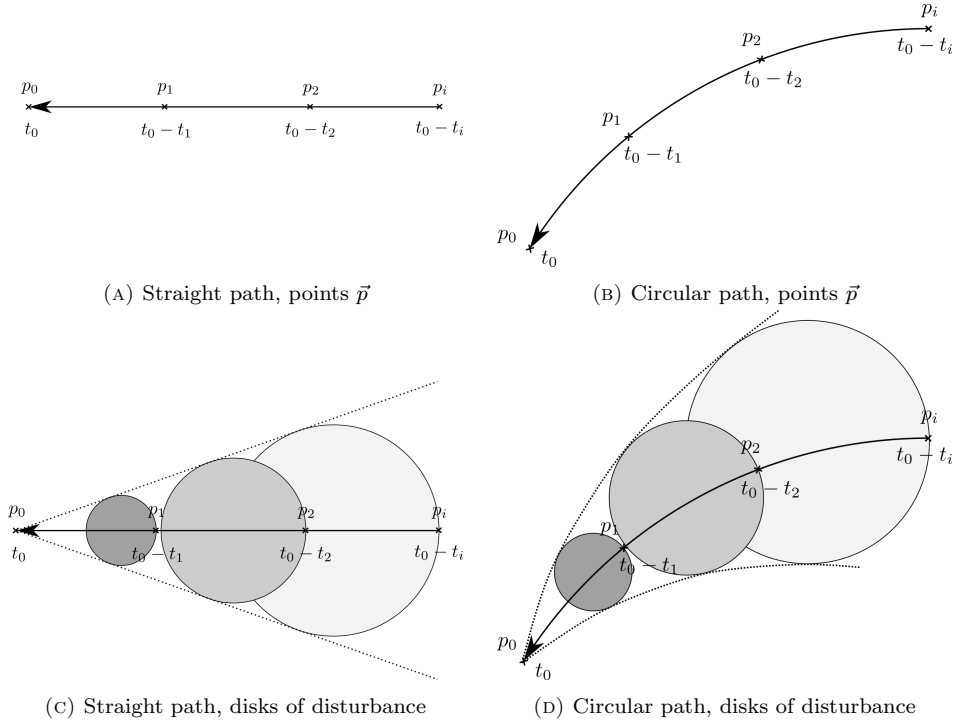 p₀ p₁ p₂ pᵢ
t₀ t₀ − t₁ t₀ − t₂ t₀ − tᵢ
(A) Straight path, points p⃗
pᵢ
t₀ − tᵢ
p₂
t₀ − t₂
p₁
t₀ − t₁
p₀
t₀
(B) Circular path, points p⃗
p₀ p₁ p₂ pᵢ
t₀ t₀ − t₁ t₀ − t₂ t₀ − tᵢ
(C) Straight path, disks of disturbance
pᵢ
t₀ − tᵢ
p₂
t₀ − t₂
p₁
t₀ − t₁
p₀
t₀
(D) Circular path, disks of disturbance